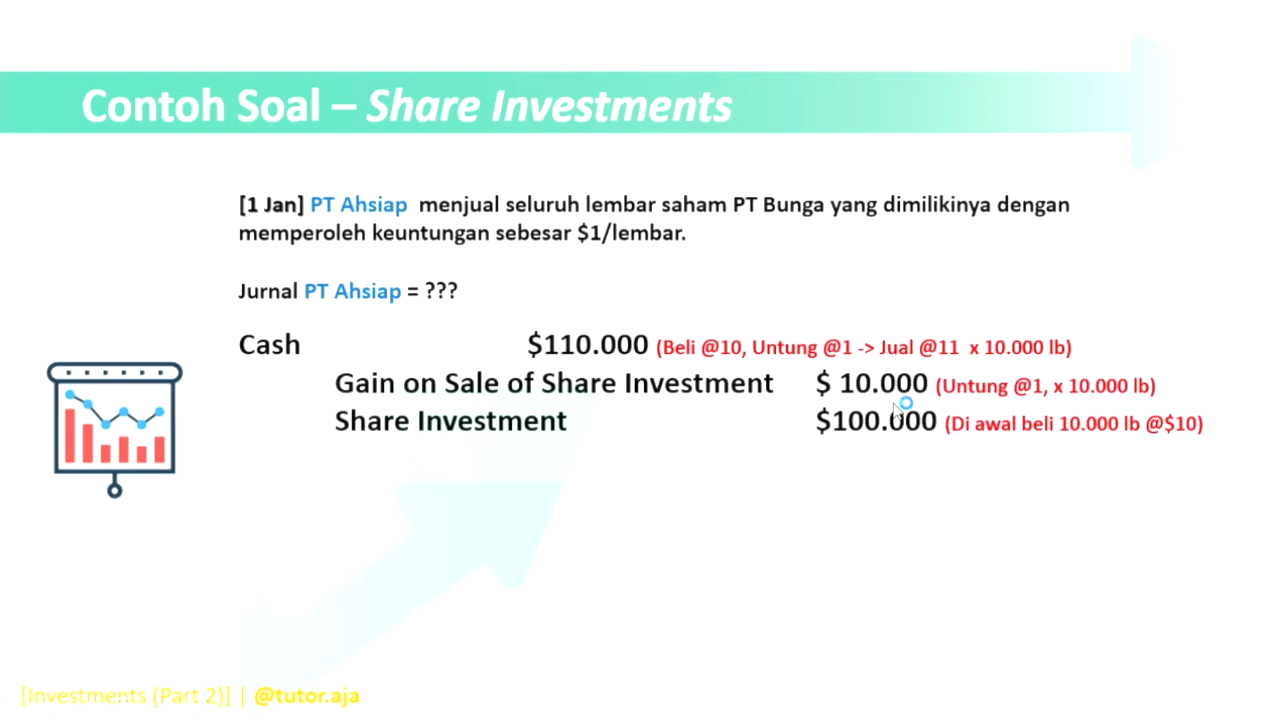 Contoh Soal – Share Investments
[1 Jan] PT Ahsiap menjual seluruh lembar saham PT Bunga yang dimilikinya dengan
memperoleh keuntungan sebesar $1/lembar.
Jurnal PT Ahsiap = ???
Cash $110.000 (Beli @10, Untung @1 -> Jual @11 x 10.000 lb)
Gain on Sale of Share Investment $ 10.000 (Untung @1, x 10.000 lb)
Share Investment $100.000 (Di awal beli 10.000 lb @$10)
[Investments (Part 2)] | @tutor.aja